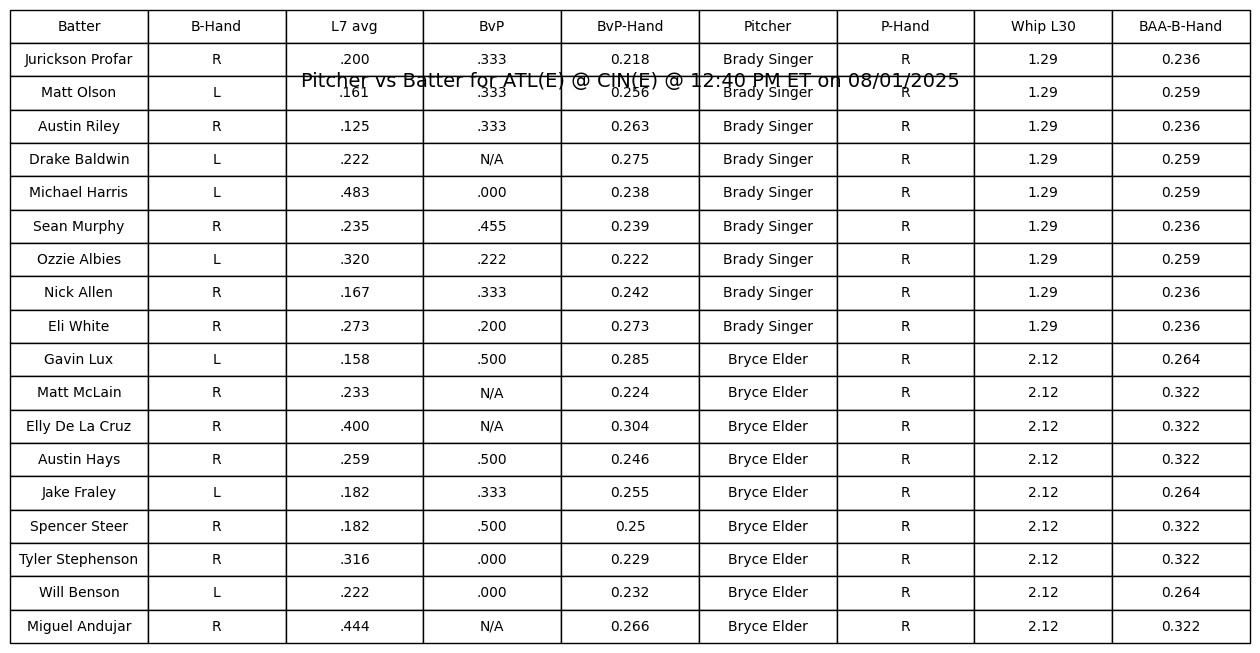 Batter B-Hand L7 avg BvP BvP-Hand Pitcher P-Hand Whip L30 BAA-B-Hand
Jurickson Profar R .200 .333 0.218 Brady Singer R 1.29 0.236
Pitcher vs Batter for ATL(E) @ CIN(E) @ 12:40 PM ET on 08/01/2025
Matt Olson L .161 .333 0.256 Brady Singer R 1.29 0.259
Austin Riley R .125 .333 0.263 Brady Singer R 1.29 0.236
Drake Baldwin L .222 N/A 0.275 Brady Singer R 1.29 0.259
Michael Harris L .483 .000 0.238 Brady Singer R 1.29 0.259
Sean Murphy R .235 .455 0.239 Brady Singer R 1.29 0.236
Ozzie Albies L .320 .222 0.222 Brady Singer R 1.29 0.259
Nick Allen R .167 .333 0.242 Brady Singer R 1.29 0.236
Eli White R .273 .200 0.273 Brady Singer R 1.29 0.236
Gavin Lux L .158 .500 0.285 Bryce Elder R 2.12 0.264
Matt McLain R .233 N/A 0.224 Bryce Elder R 2.12 0.322
Elly De La Cruz R .400 N/A 0.304 Bryce Elder R 2.12 0.322
Austin Hays R .259 .500 0.246 Bryce Elder R 2.12 0.322
Jake Fraley L .182 .333 0.255 Bryce Elder R 2.12 0.264
Spencer Steer R .182 .500 0.25 Bryce Elder R 2.12 0.322
Tyler Stephenson R .316 .000 0.229 Bryce Elder R 2.12 0.322
Will Benson L .222 .000 0.232 Bryce Elder R 2.12 0.264
Miguel Andujar R .444 N/A 0.266 Bryce Elder R 2.12 0.322